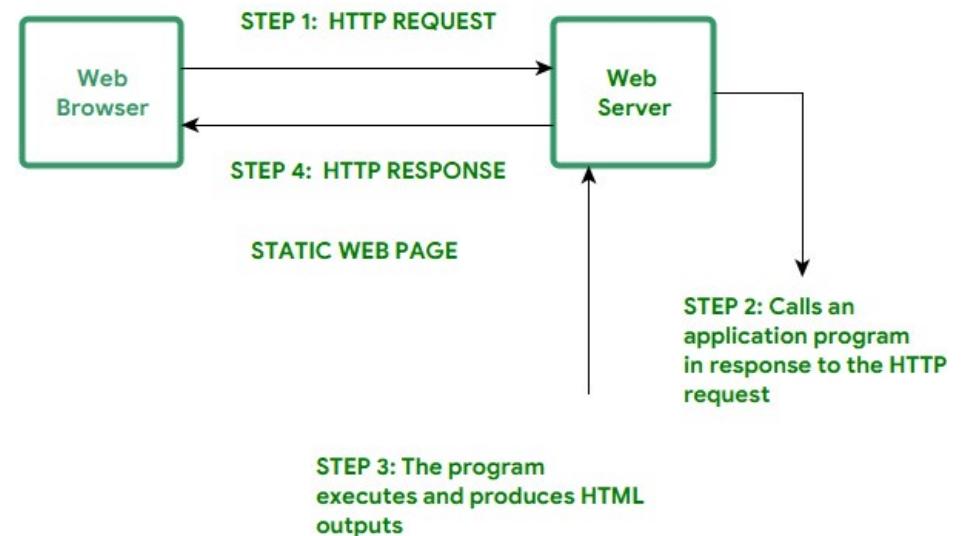 STEP 1: HTTP REQUEST
Web
Browser
Web
Server
STEP 4: HTTP RESPONSE
STATIC WEB PAGE
STEP 2: Calls an
application program
in response to the HTTP
request
STEP 3: The program
executes and produces HTML
outputs